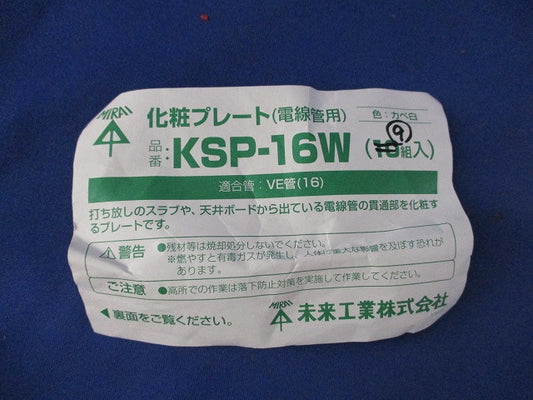 MIRAI
化粧プレート(電線管用)
色：カベ白
品番：KSP-16W (10組入)
9
適合管：VE管(16)
打ち放しのスラブや、天井ボードから出ている電線管の貫通部を化粧す
るプレートです。
⚠警告
●残材等は焼却処分しないでください。
※燃やすと有毒ガスが発生し、人体に重大な影響を及ぼす恐れが
あります。
ご注意
●高所での作業は落下防止対策を実施して作業してください。
◀裏面をご覧ください。
MIRAI 未来工業株式会社